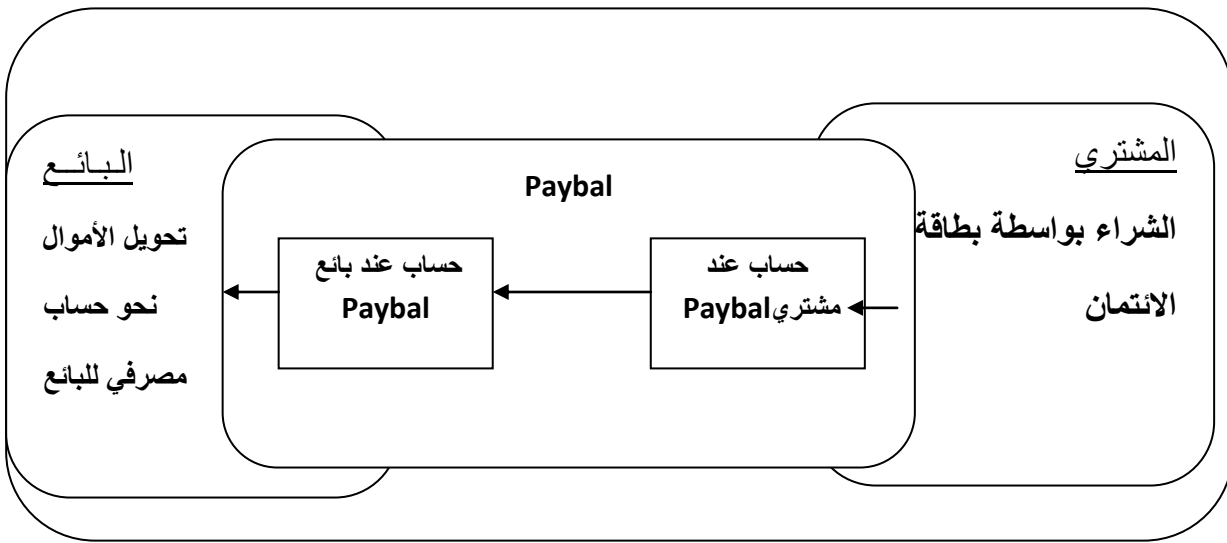 المشتري
الشراء بواسطة بطاقة
الائتمان
Paybal
حساب عند
مشتريPaybal
حساب عند بائع
Paybal
البـائــع
تحويل الأموال
نحو حساب
مصرفي للبائع